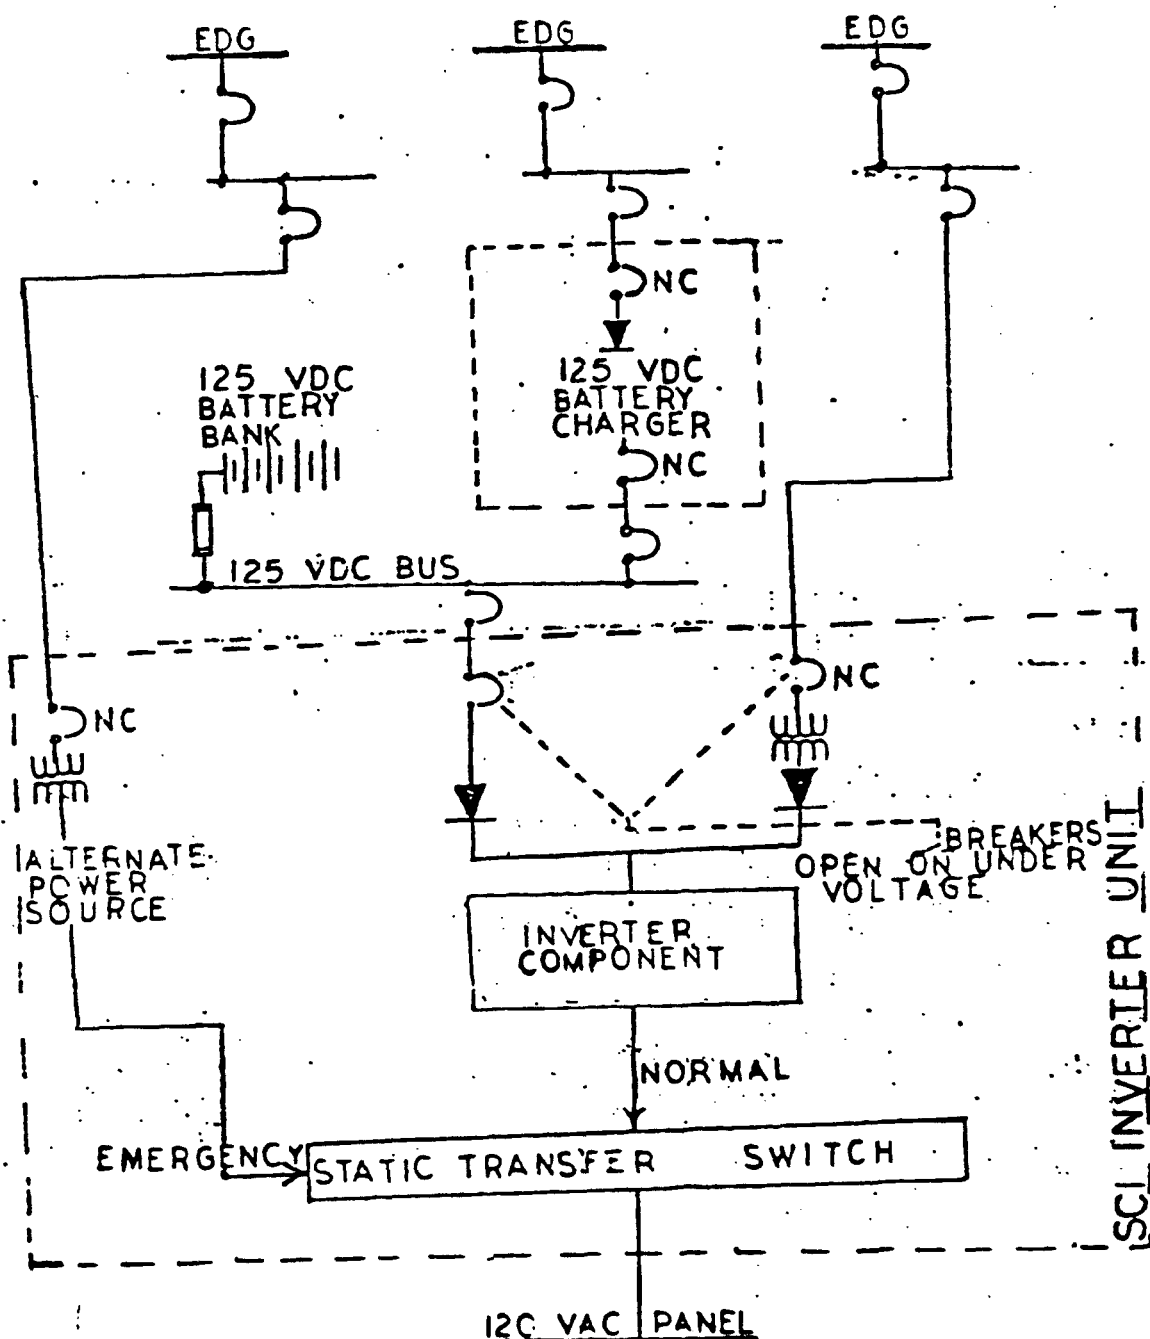 EDG
EDG
EDG
NC
125 VDC
BATTERY
CHARGER
NC
125 VDC
BATTERY
BANK
125 VDC BUS
NC
NC
BREAKERS
OPEN ON UNDER
VOLTAGE
ALTERNATE
POWER
SOURCE
INVERTER
COMPONENT
NORMAL
EMERGENCY
STATIC TRANSFER SWITCH
SCI INVERTER UNIT
120 VAC PANEL